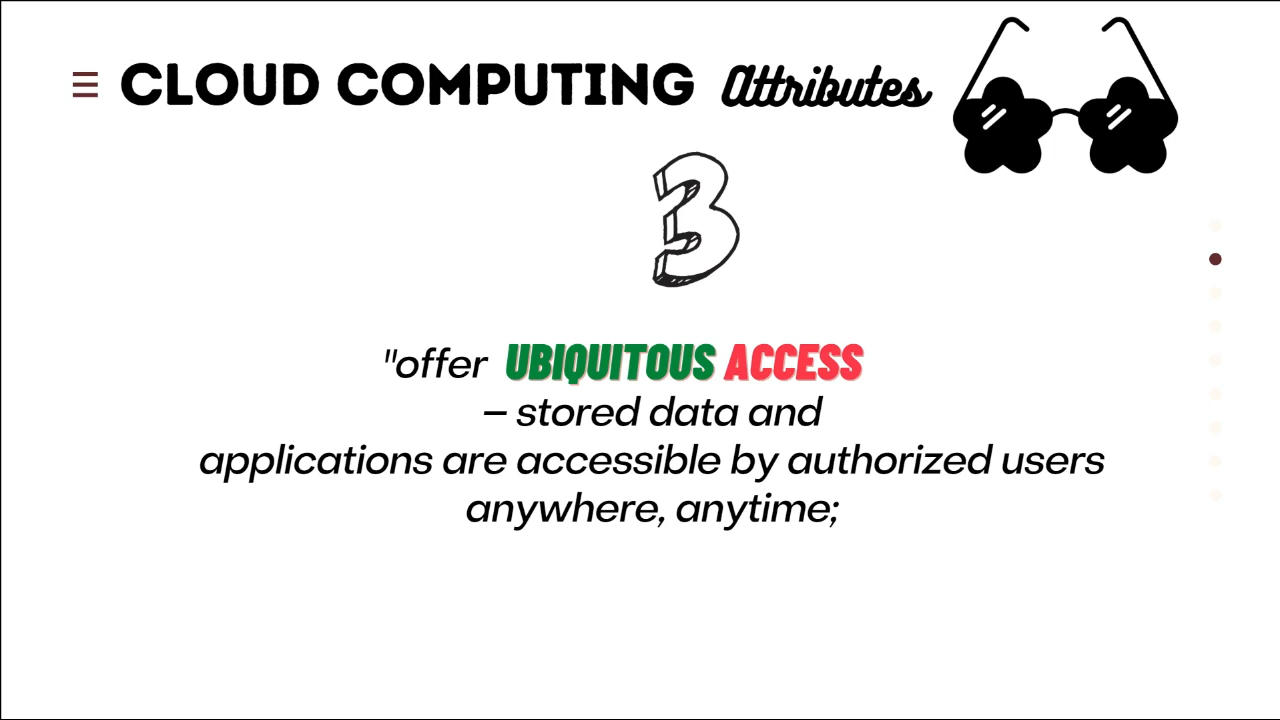 CLOUD COMPUTING Attributes
3
"offer UBIQUITOUS ACCESS
– stored data and
applications are accessible by authorized users
anywhere, anytime;